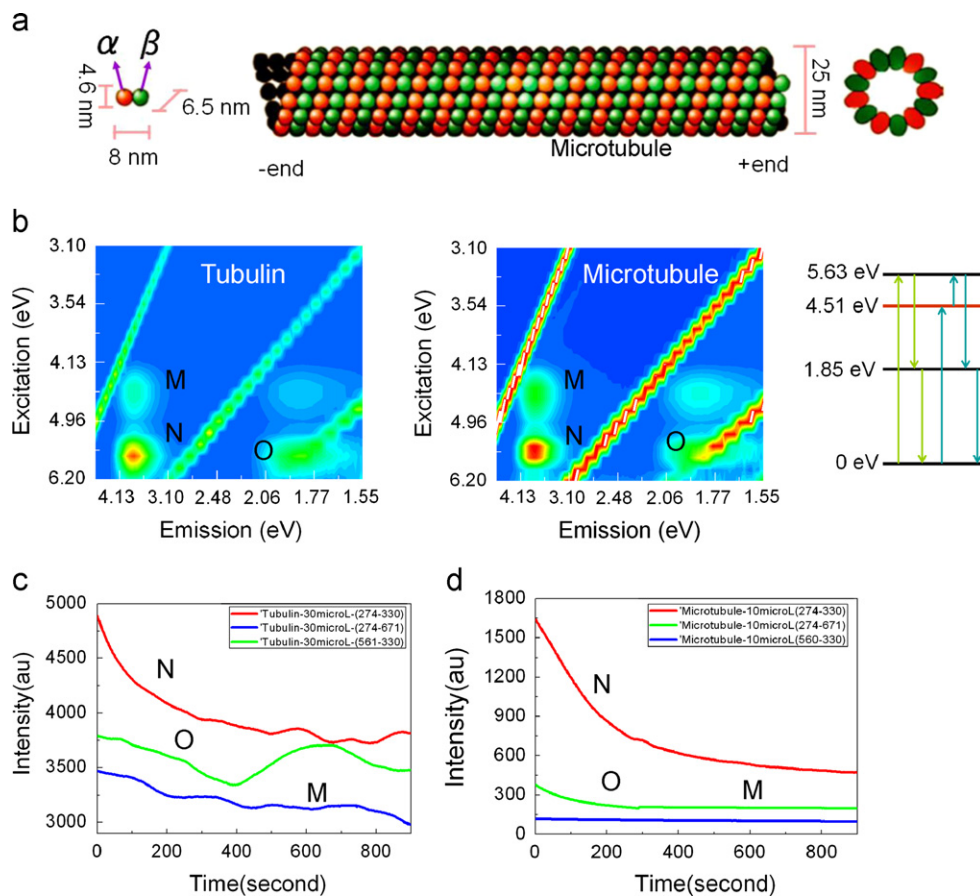 a
α β
4.6 nm
6.5 nm
8 nm
-end
Microtubule
+end
25 nm
b
Tubulin
Excitation (eV)
3.10
3.54
4.13
4.96
6.20
M
N
O
4.13 3.10 2.48 2.06 1.77 1.55
Emission (eV)
Microtubule
Excitation (eV)
3.10
3.54
4.13
4.96
6.20
M
N
O
4.13 3.10 2.48 2.06 1.77 1.55
Emission (eV)
5.63 eV
4.51 eV
1.85 eV
0 eV
c
Intensity(au)
5000
4500
4000
3500
3000
'Tubulin-30microL-(274-330)
'Tubulin-30microL-(274-671)
'Tubulin-30microL-(561-330)
N
O
M
0 200 400 600 800
Time(second)
d
Intensity(au)
1800
1500
1200
900
600
300
0
'Microtubule-10microL(274-330)
'Microtubule-10microL(274-671)
'Microtubule-10microL(560-330)
N
O
M
0 200 400 600 800
Time(second)